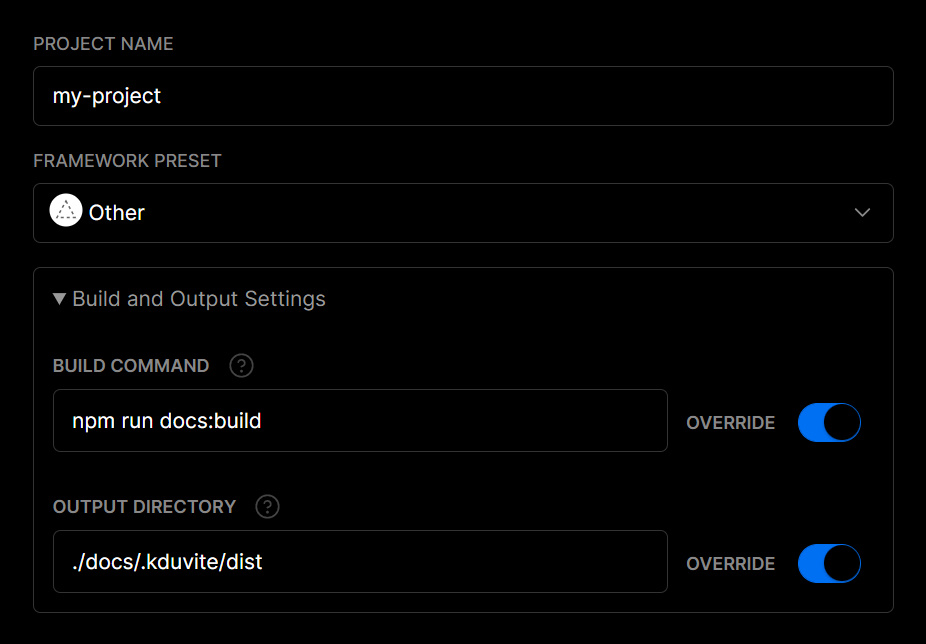 PROJECT NAME
my-project
FRAMEWORK PRESET
Other
Build and Output Settings
BUILD COMMAND ?
npm run docs:build
OVERRIDE
OUTPUT DIRECTORY ?
./docs/.kduvite/dist
OVERRIDE